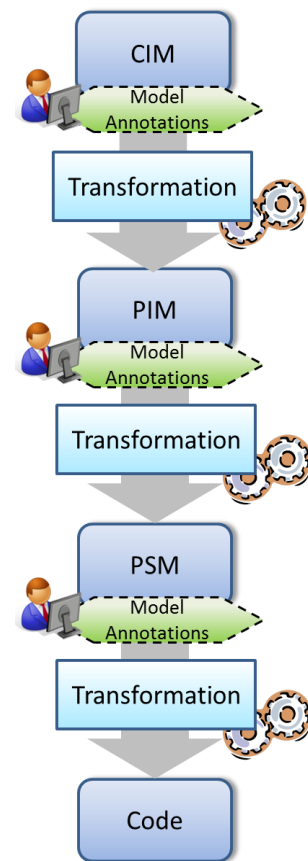 CIM
Model
Annotations
Transformation
PIM
Model
Annotations
Transformation
PSM
Model
Annotations
Transformation
Code